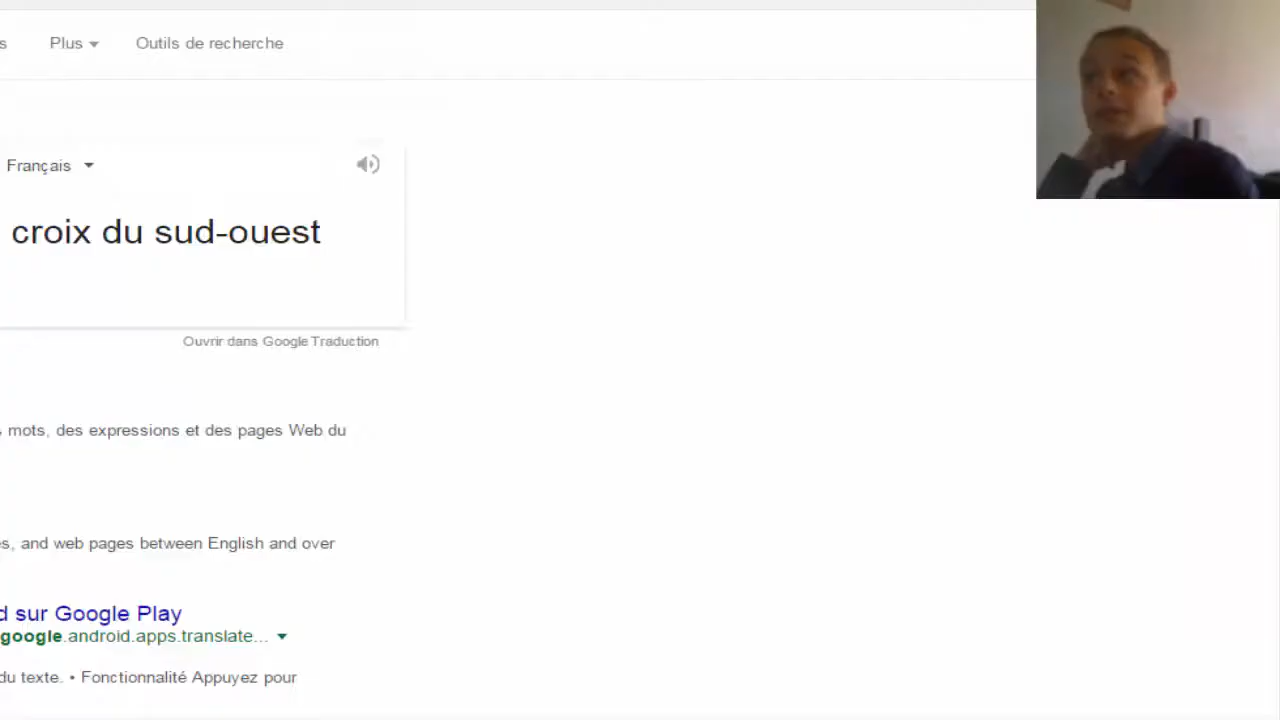 Plus
Outils de recherche
Français
croix du sud-ouest
Ouvrir dans Google Traduction
mots, des expressions et des pages Web du
and web pages between English and over
sur Google Play
google.android.apps.translate...
du texte. • Fonctionnalité Appuyez pour